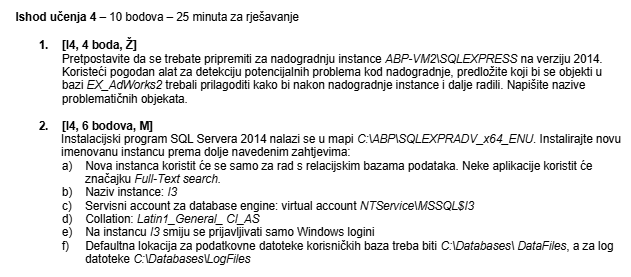 Ishod učenja 4 – 10 bodova – 25 minuta za rješavanje
1. [I4, 4 boda, Ž]
Pretpostavite da se trebate pripremiti za nadogradnju instance ABP-VM2\SQLEXPRESS na verziju 2014.
Koristeći pogodan alat za detekciju potencijalnih problema kod nadogradnje, predložite koji bi se objekti u
bazi EX_AdWorks2 trebali prilagoditi kako bi nakon nadogradnje instance i dalje radili. Napišite nazive
problematičnih objekata.
2. [I4, 6 bodova, M]
Instalacijski program SQL Servera 2014 nalazi se u mapi C:\ABP\SQLEXPRADV_x64_ENU. Instalirajte novu
imenovanu instancu prema dolje navedenim zahtjevima:
a) Nova instanca koristit će se samo za rad s relacijskim bazama podataka. Neke aplikacije koristit će
značajku Full-Text search.
b) Naziv instance: I3
c) Servisni account za database engine: virtual account NTService\MSSQL$I3
d) Collation: Latin1_General_ CI_AS
e) Na instancu I3 smiju se prijavljivati samo Windows logini
f) Defaultna lokacija za podatkovne datoteke korisničkih baza treba biti C:\Databases\ DataFiles, a za log
datoteke C:\Databases\LogFiles